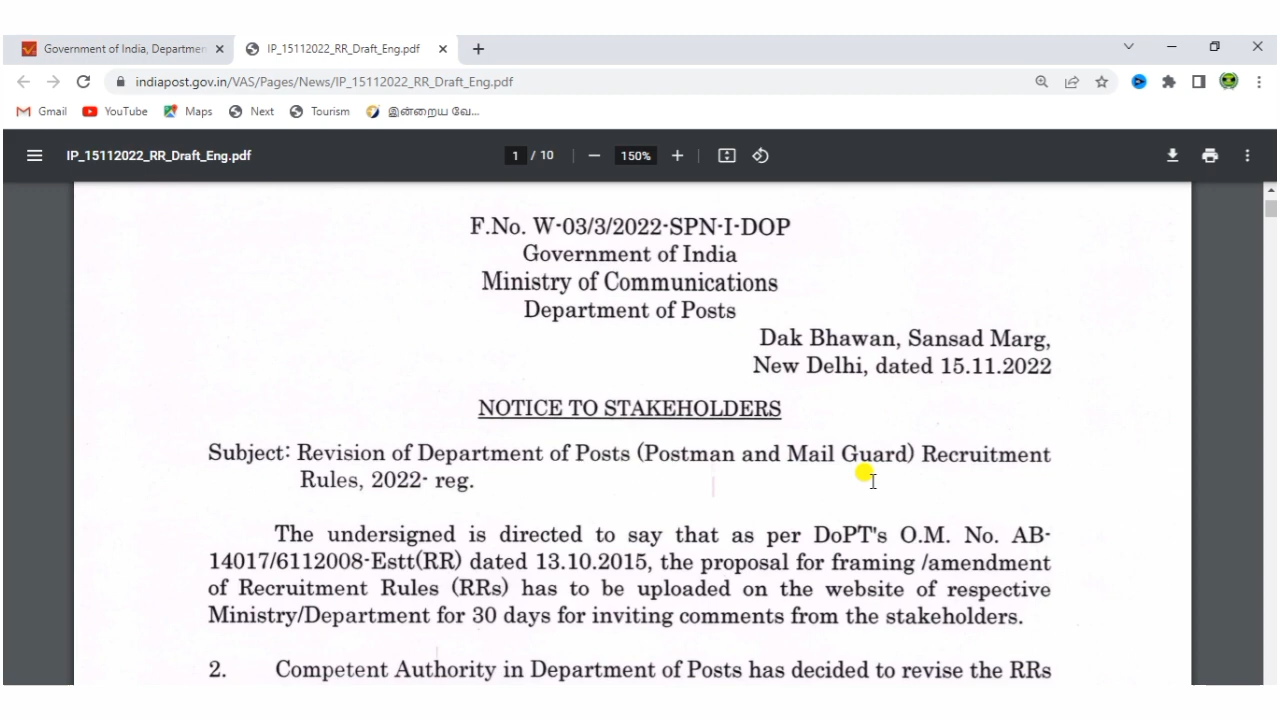 Government of India, Departmen
IP_15112022_RR_Draft_Eng.pdf
indiapost.gov.in/VAS/Pages/News/IP_15112022_RR_Draft_Eng.pdf
Gmail YouTube Maps Next Tourism இன்றைய வே...
IP_15112022_RR_Draft_Eng.pdf 1 / 10 150%
F.No. W-03/3/2022-SPN-I-DOP
Government of India
Ministry of Communications
Department of Posts
Dak Bhawan, Sansad Marg,
New Delhi, dated 15.11.2022
NOTICE TO STAKEHOLDERS
Subject: Revision of Department of Posts (Postman and Mail Guard) Recruitment
Rules, 2022- reg.
The undersigned is directed to say that as per DoPT's O.M. No. AB-
14017/6112008-Estt(RR) dated 13.10.2015, the proposal for framing /amendment
of Recruitment Rules (RRs) has to be uploaded on the website of respective
Ministry/Department for 30 days for inviting comments from the stakeholders.
2. Competent Authority in Department of Posts has decided to revise the RRs